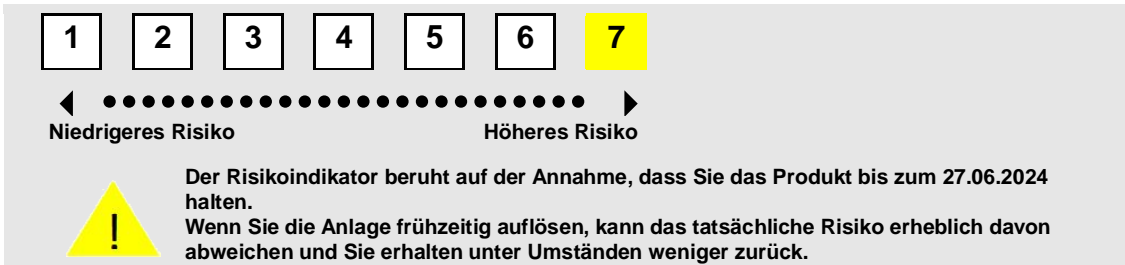 1 2 3 4 5 6 7
Niedrigeres Risiko Höheres Risiko
Der Risikoindikator beruht auf der Annahme, dass Sie das Produkt bis zum 27.06.2024
halten.
Wenn Sie die Anlage frühzeitig auflösen, kann das tatsächliche Risiko erheblich davon
abweichen und Sie erhalten unter Umständen weniger zurück.
!